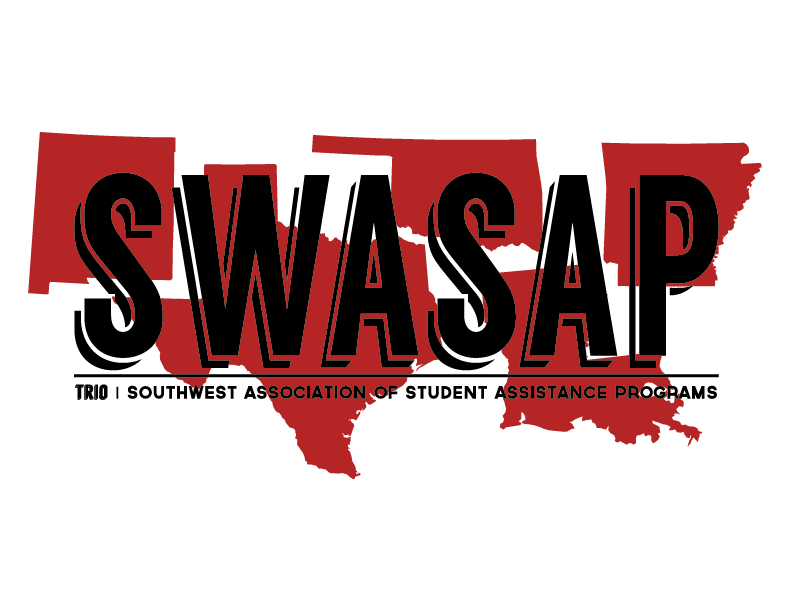 SWASAP
TRIO | SOUTHWEST ASSOCIATION OF STUDENT ASSISTANCE PROGRAMS